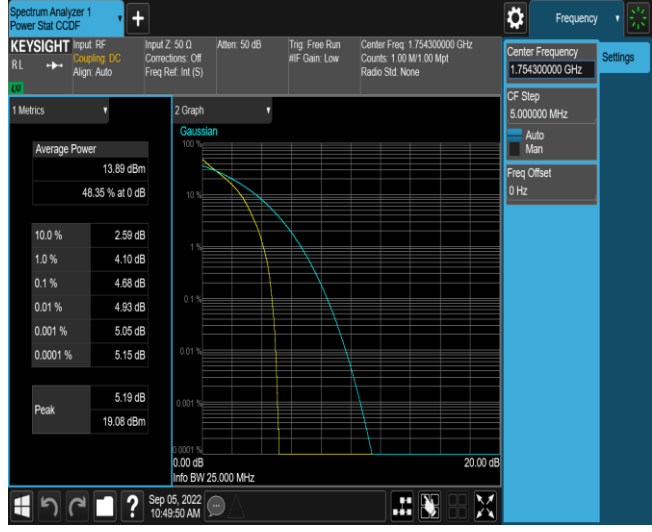 Spectrum Analyzer 1
Power Stat CCDF
+
Frequency
KEYSIGHT
Input: RF
Coupling: DC
Align: Auto
Input Z: 50 Ω
Corrections: Off
Freq Ref: Int (S)
Atten: 50 dB
Trig: Free Run
#IF Gain: Low
Center Freq: 1.754300000 GHz
Counts: 1.00 M/1.00 Mpt
Radio Std: None
R L
LXI
Center Frequency
1.754300000 GHz
Settings
CF Step
5.000000 MHz
Auto
Man
Freq Offset
0 Hz
1 Metrics
Average Power
13.89 dBm
48.35 % at 0 dB
10.0 % 2.59 dB
1.0 % 4.10 dB
0.1 % 4.68 dB
0.01 % 4.93 dB
0.001 % 5.05 dB
0.0001 % 5.15 dB
Peak
5.19 dB
19.08 dBm
2 Graph
Gaussian
100 %
10 %
1 %
0.1 %
0.01 %
0.001 %
0.0001 %
0.00 dB
20.00 dB
Info BW 25.000 MHz
?
Sep 05, 2022
10:49:50 AM